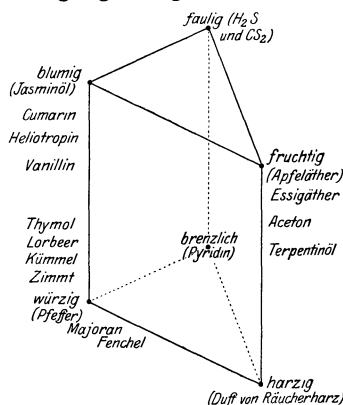 faulig (H₂S
und CS₂)
blumig
(Jasminöl)
Cumarin
Heliotropin
Vanillin
fruchtig
(Apfeläther)
Essigäther
Aceton
Terpentinöl
Thymol
Lorbeer
Kümmel
Zimmt
brenzlich
(Pyridin)
würzig
(Pfeffer)
Majoran
Fenchel
harzig
(Duft von Räucherharz)